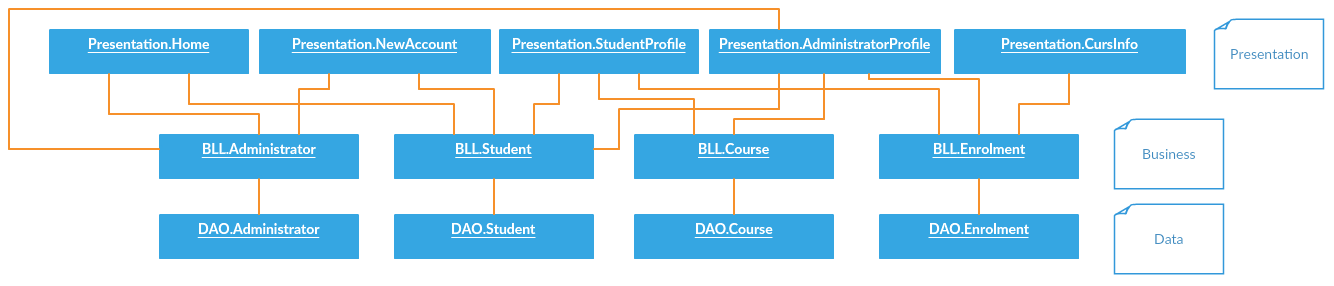 Presentation.Home
Presentation.NewAccount
Presentation.StudentProfile
Presentation.AdministratorProfile
Presentation.CursInfo
Presentation
BLL.Administrator
BLL.Student
BLL.Course
BLL.Enrolment
Business
DAO.Administrator
DAO.Student
DAO.Course
DAO.Enrolment
Data